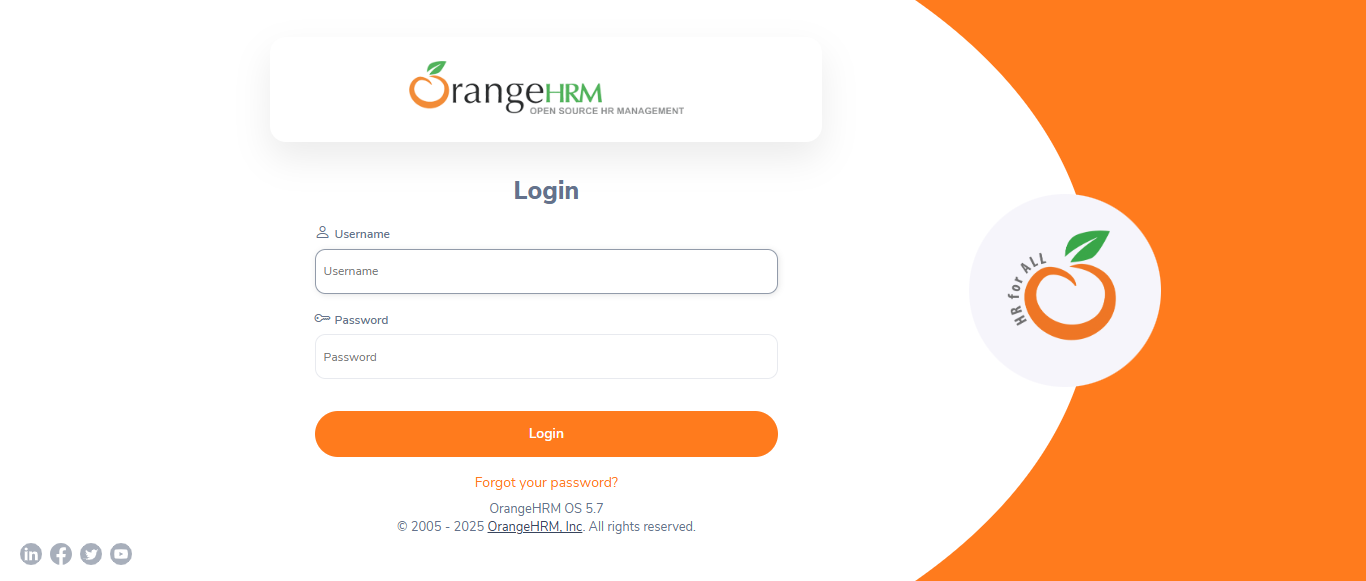 OrangeHRM
OPEN SOURCE HR MANAGEMENT
Login
Username
Username
Password
Password
Login
Forgot your password?
OrangeHRM OS 5.7
© 2005 - 2025 OrangeHRM, Inc. All rights reserved.
HR for ALL